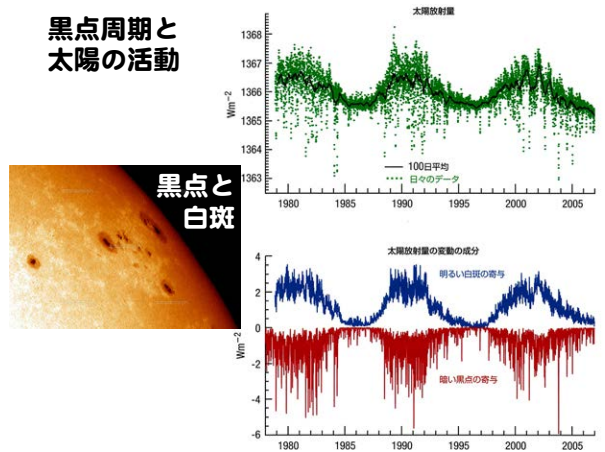 黒点周期と
太陽の活動
黒点と
白斑
太陽放射量
1368
1367
1366
1365
1364
1363
Wm−2
100日平均
日々のデータ
1980 1985 1990 1995 2000 2005
太陽放射量の変動の成分
4
2
0
-2
-4
-6
Wm−2
明るい白斑の寄与
暗い黒点の寄与
1980 1985 1990 1995 2000 2005